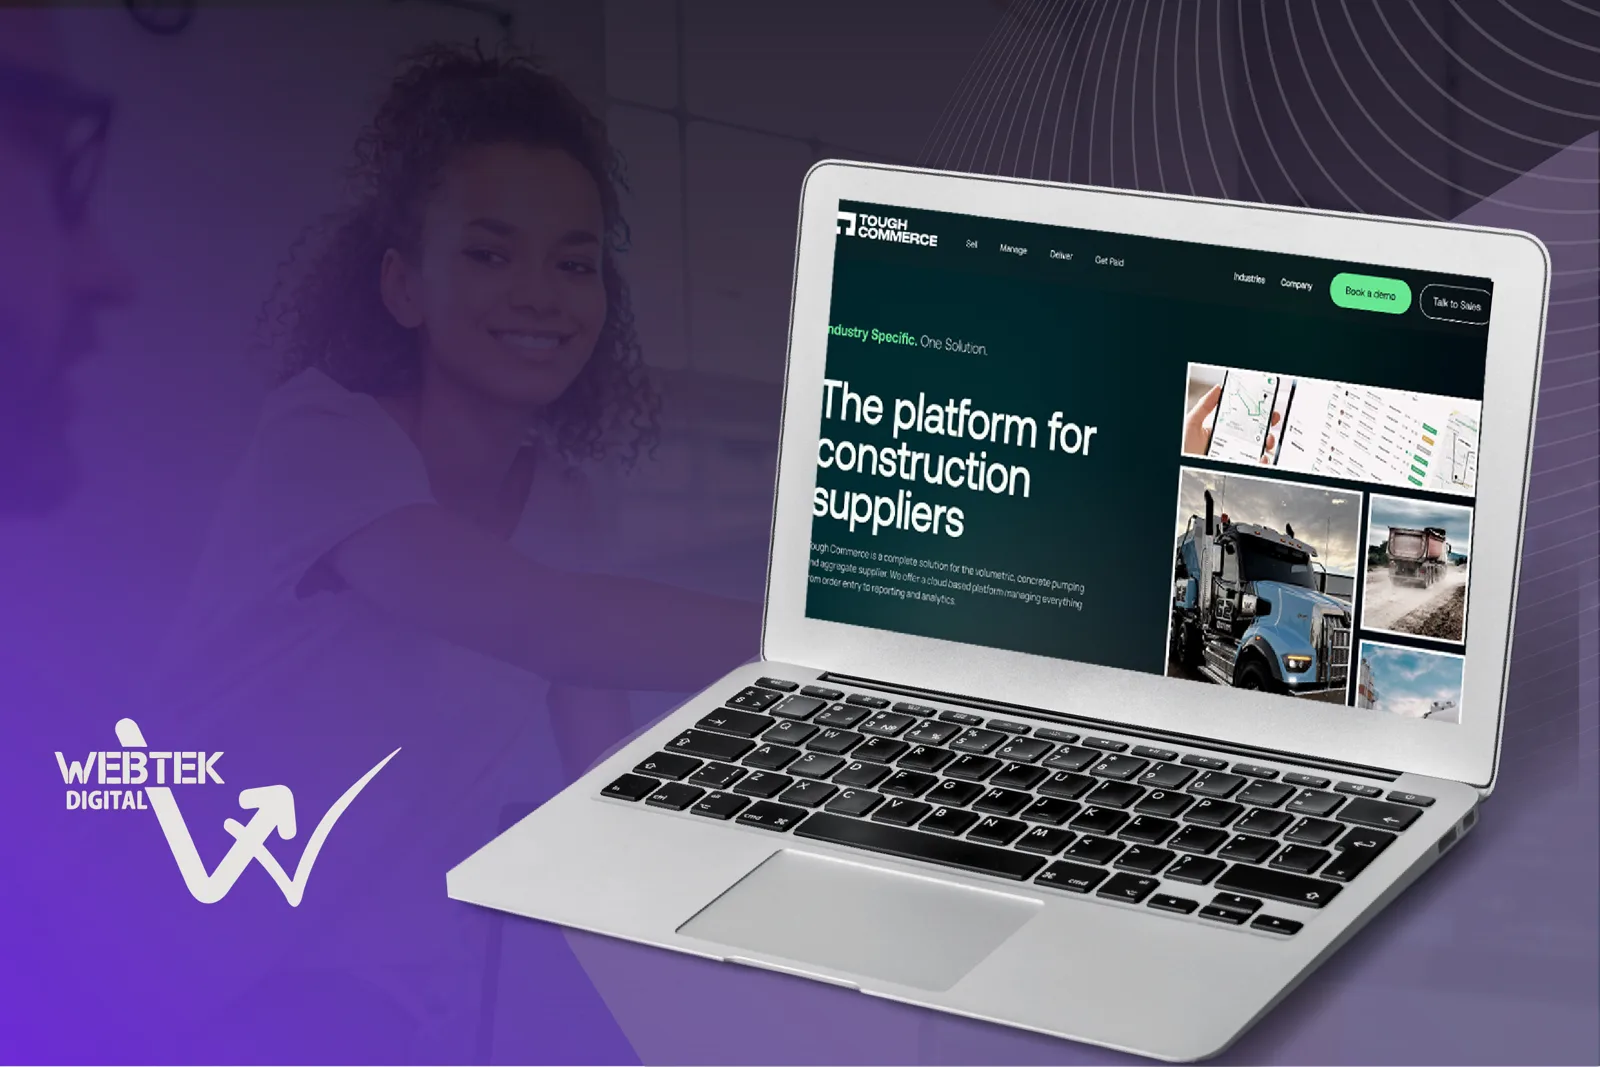 TOUGH
COMMERCE
Sell
Manage
Deliver
Get Paid
Industries
Company
Book a demo
Talk to Sales
ndustry Specific. One Solution.
The platform for
construction
suppliers
ough Commerce is a complete solution for the volumetric, concrete pumping
nd aggregate supplier. We offer a cloud based platform managing everything
om order entry to reporting and analytics.
WEBTEK
DIGITAL
Q W E R T Y U I O P
A S D F G H J K L
Z X C V B N M
cmd
cmd